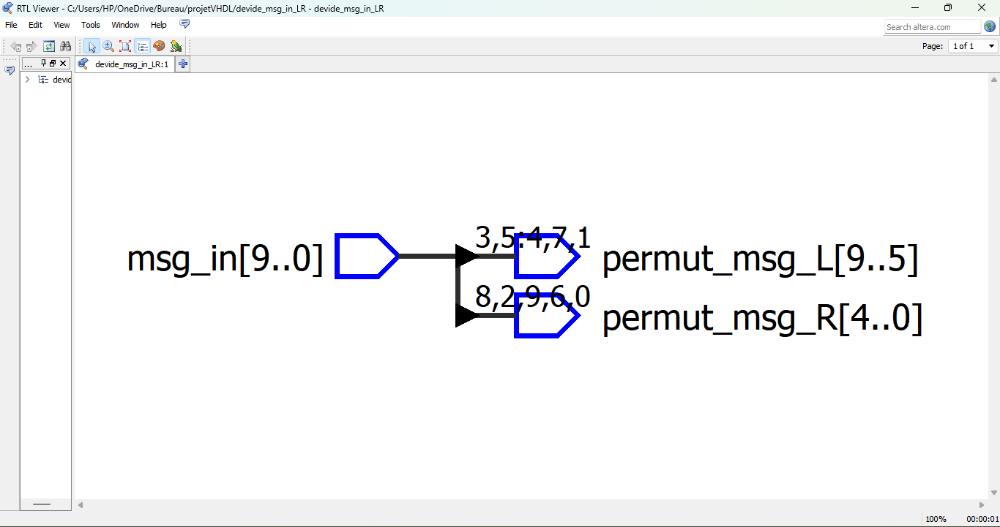 RTL Viewer - C:/Users/HP/OneDrive/Bureau/projetVHDL/devide_msg_in_LR - devide_msg_in_LR
File Edit View Tools Window Help
Search altera.com
Page: 1 of 1
...
devide_msg_in_LR:1
devid
3,5:4,7,1
msg_in[9..0]
permut_msg_L[9..5]
8,2,9,6,0
permut_msg_R[4..0]
100% 00:00:01